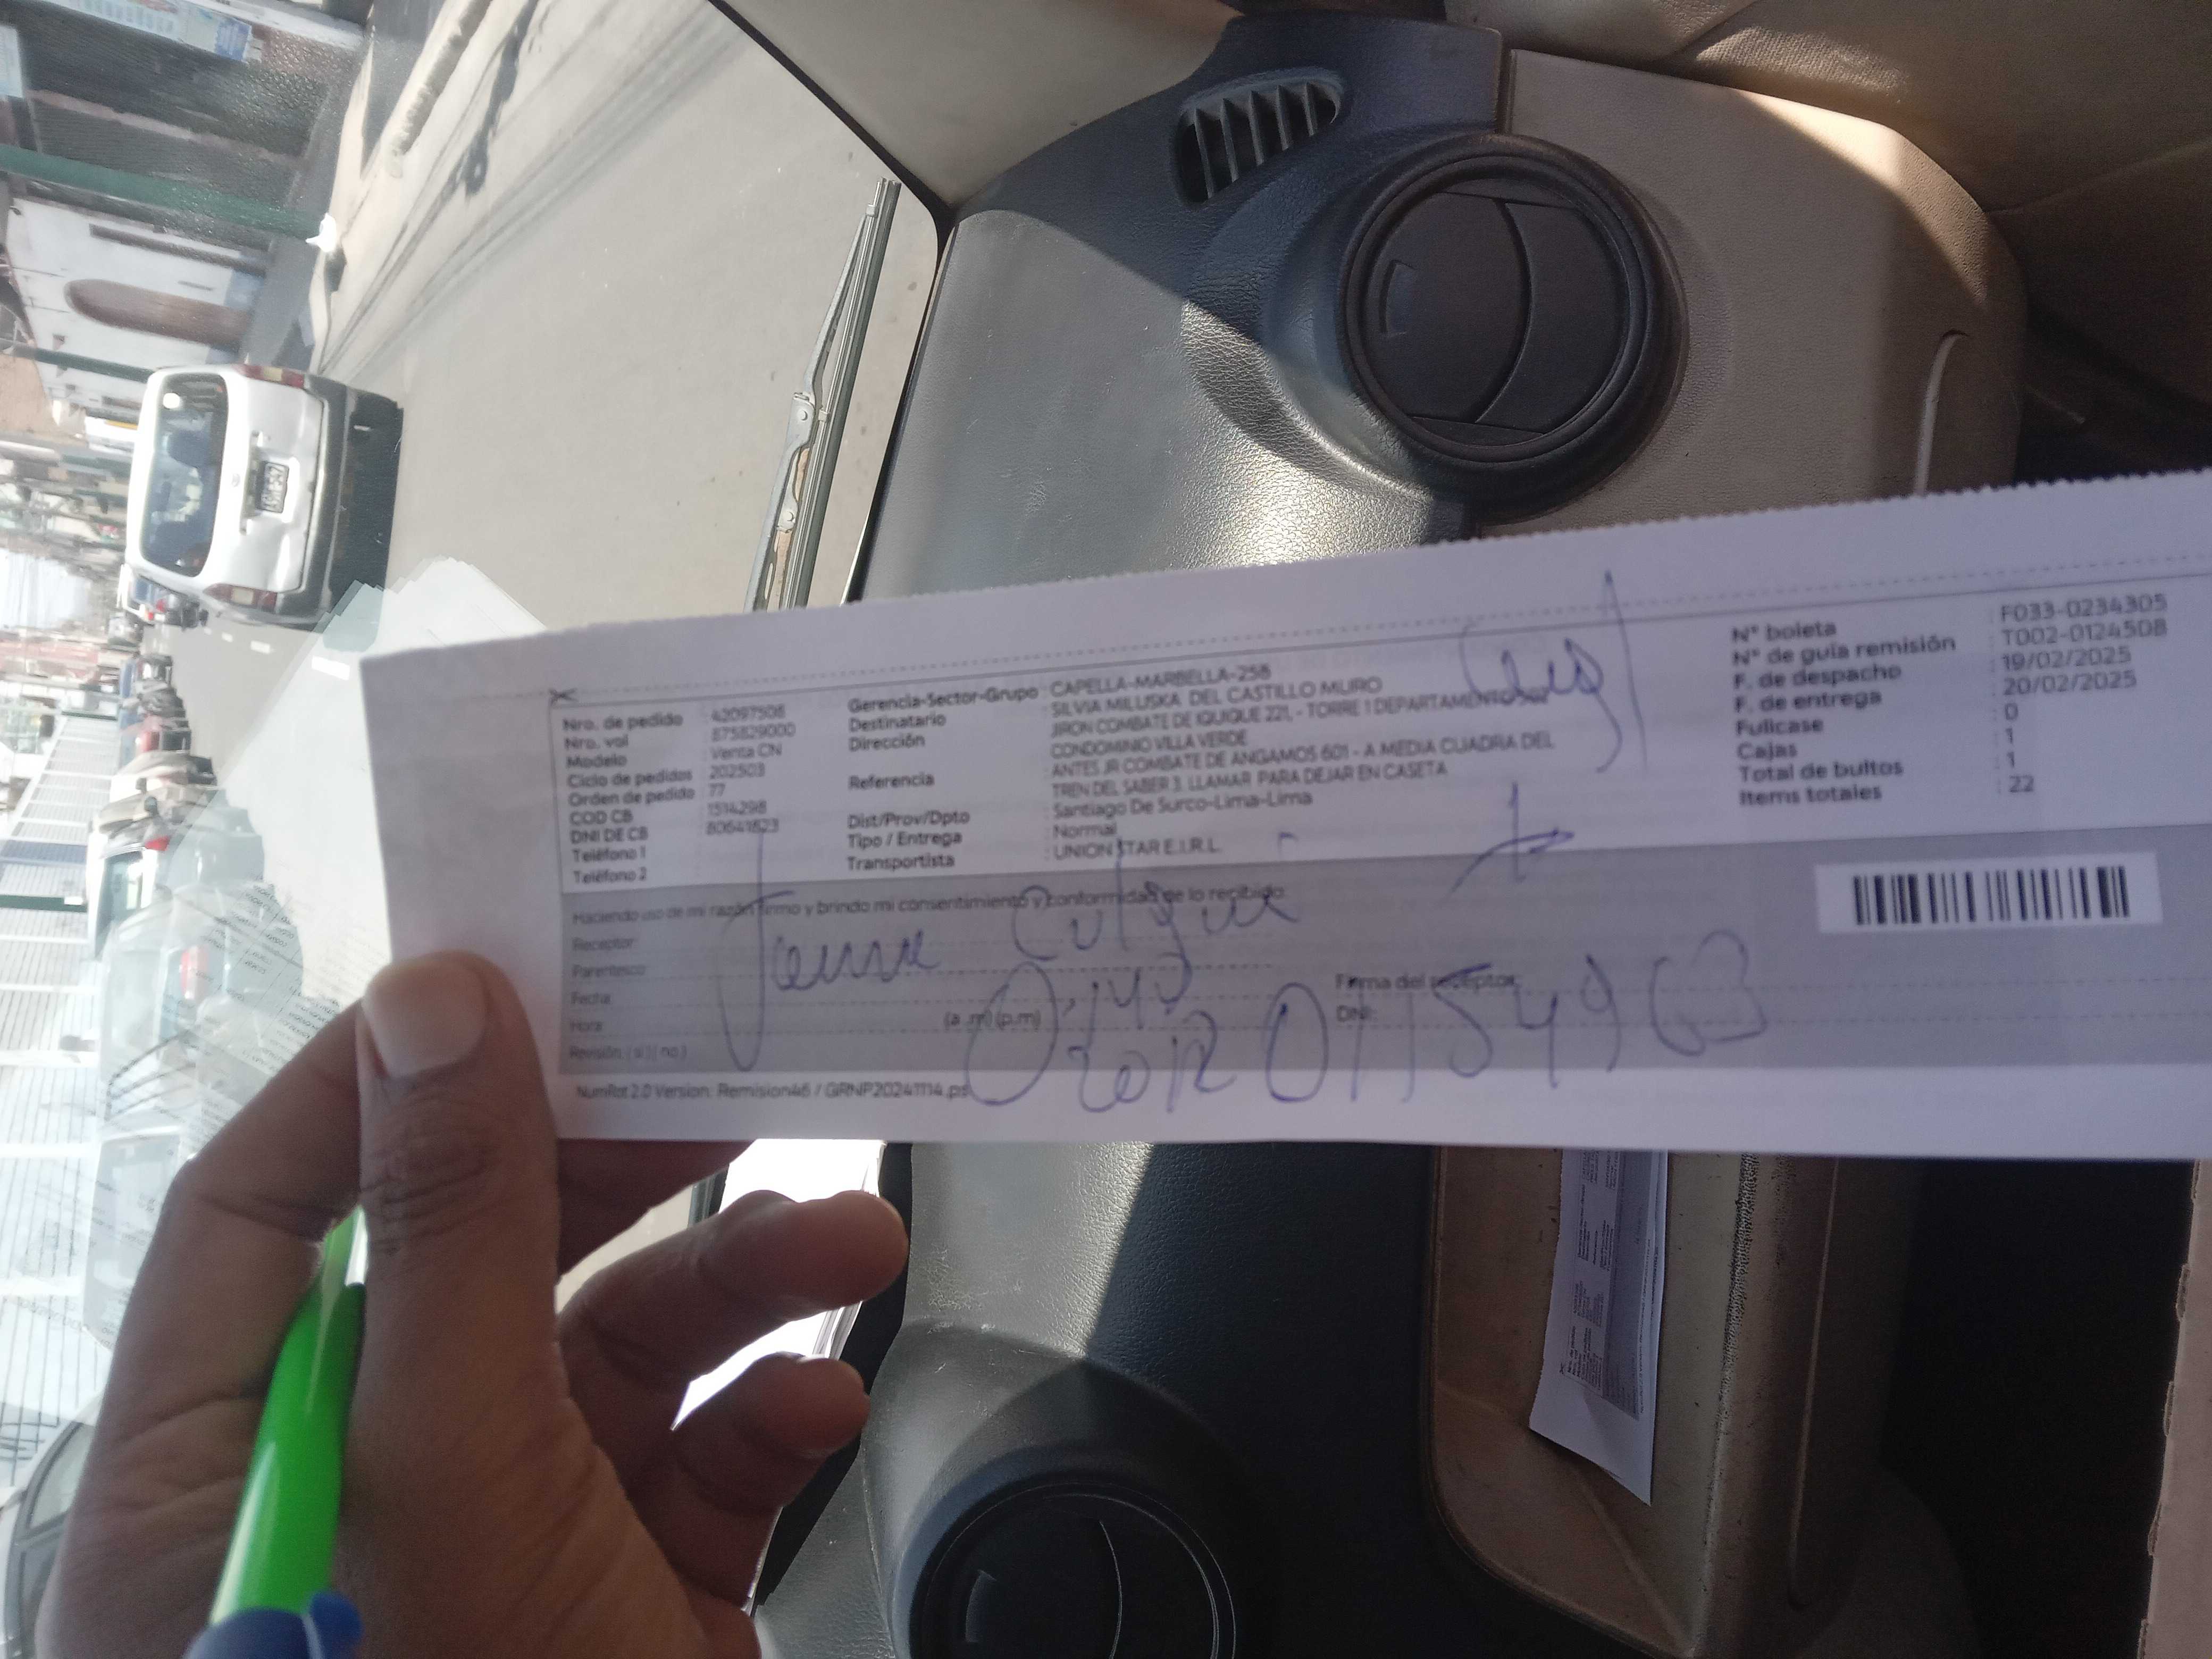 Nro. de pedido : 42097508
Nro. vol : 875829000
Modelo : Venta CN
Ciclo de pedidos : 202503
Orden de pedido : 77
COD CB : 1514298
DNI DE CB : 80641623
Teléfono 1
Teléfono 2
Gerencia-Sector-Grupo : CAPELLA-MARBELLA-258
Destinatario : SILVIA MILUSKA DEL CASTILLO MURO
Dirección : JIRON COMBATE DE IQUIQUE 221, - TORRE 1 DEPARTAMENTO
CONDOMINIO VILLA VERDE
Referencia : ANTES JR COMBATE DE ANGAMOS 601 - A MEDIA CUADRA DEL
TREN DEL SABER 3. LLAMAR PARA DEJAR EN CASETA
Dist/Prov/Dpto : Santiago De Surco-Lima-Lima
Tipo / Entrega : Normal
Transportista : UNION STAR E.I.R.L.
N° boleta : F033-0234305
N° de guía remisión : T002-0124508
F. de despacho : 19/02/2025
F. de entrega : 20/02/2025
Fullcase : 0
Cajas : 1
Total de bultos : 1
Items totales : 22
Haciendo uso de mi razón firmo y brindo mi consentimiento y conformidad de lo recibido:
Receptor:
Parentesco:
Fecha:
Hora: (a .m) (p.m)
Revisión: ( si ) ( no )
Firma del receptor:
DNI:
01154963
NumRot 2.0 Version. Remision46 / GRNP20241114.ps